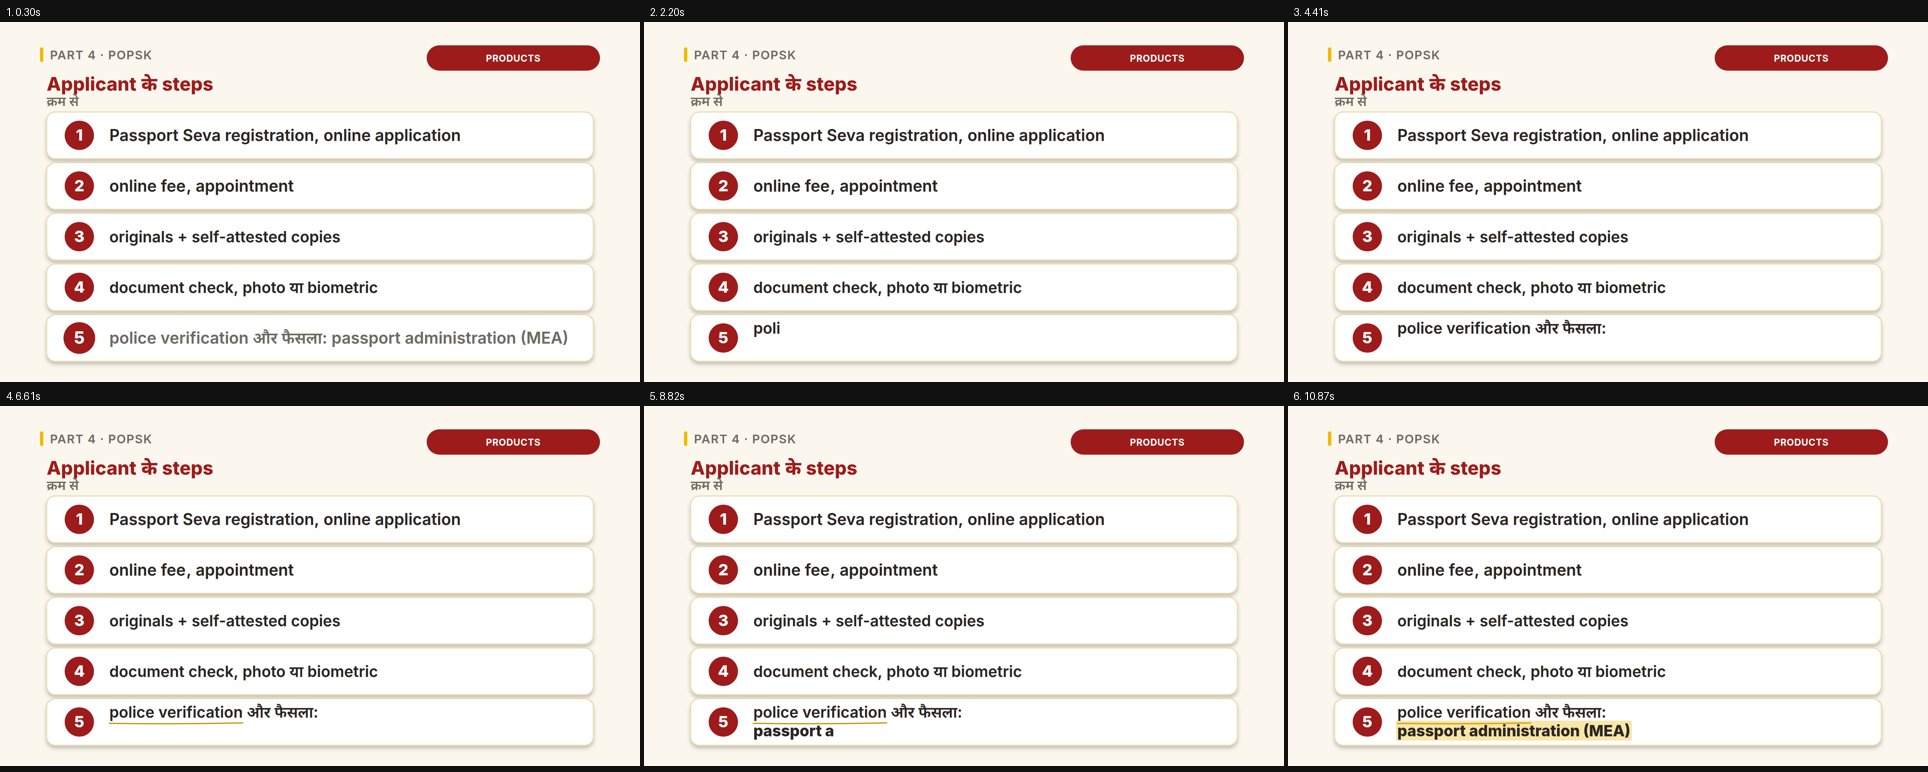 1. 0.30s
PART 4 · POPSK
PRODUCTS
Applicant के steps
क्रम से
1 Passport Seva registration, online application
2 online fee, appointment
3 originals + self-attested copies
4 document check, photo या biometric
5 police verification और फैसला: passport administration (MEA)
2. 2.20s
PART 4 · POPSK
PRODUCTS
Applicant के steps
क्रम से
1 Passport Seva registration, online application
2 online fee, appointment
3 originals + self-attested copies
4 document check, photo या biometric
5 poli
3. 4.41s
PART 4 · POPSK
PRODUCTS
Applicant के steps
क्रम से
1 Passport Seva registration, online application
2 online fee, appointment
3 originals + self-attested copies
4 document check, photo या biometric
5 police verification और फैसला:
4. 6.61s
PART 4 · POPSK
PRODUCTS
Applicant के steps
क्रम से
1 Passport Seva registration, online application
2 online fee, appointment
3 originals + self-attested copies
4 document check, photo या biometric
5 police verification और फैसला:
5. 8.82s
PART 4 · POPSK
PRODUCTS
Applicant के steps
क्रम से
1 Passport Seva registration, online application
2 online fee, appointment
3 originals + self-attested copies
4 document check, photo या biometric
5 police verification और फैसला:
passport a
6. 10.87s
PART 4 · POPSK
PRODUCTS
Applicant के steps
क्रम से
1 Passport Seva registration, online application
2 online fee, appointment
3 originals + self-attested copies
4 document check, photo या biometric
5 police verification और फैसला:
passport administration (MEA)